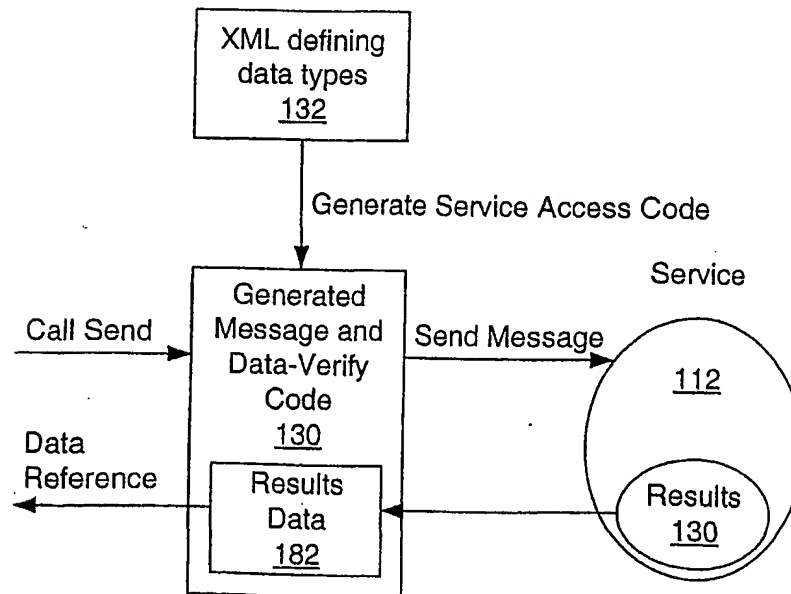 XML defining
data types
132
Generate Service Access Code
Service
Generated
Message and
Data-Verify
Code
130
Call Send
Send Message
112
Data
Reference
Results
Data
182
Results
130